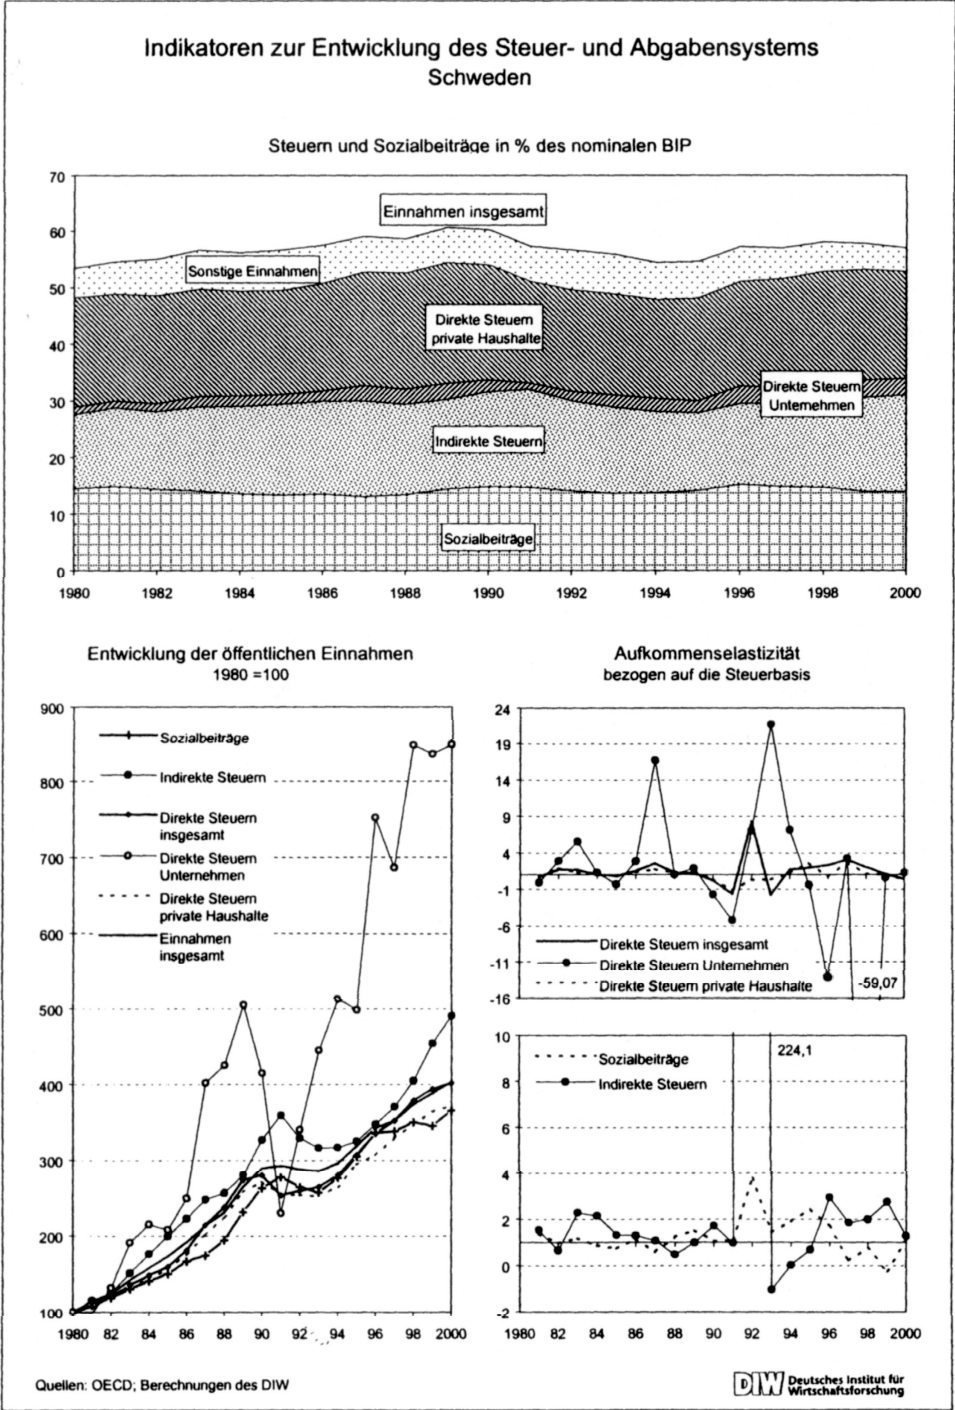 Indikatoren zur Entwicklung des Steuer- und Abgabensystems
Schweden
Steuern und Sozialbeiträge in % des nominalen BIP
70
60
50
40
30
20
10
0
Einnahmen insgesamt
Sonstige Einnahmen
Direkte Steuern
private Haushalte
Direkte Steuern
Unternehmen
Indirekte Steuern
Sozialbeiträge
1980 1982 1984 1986 1988 1990 1992 1994 1996 1998 2000
Entwicklung der öffentlichen Einnahmen
1980 =100
900
800
700
600
500
400
300
200
100
Sozialbeiträge
Indirekte Steuern
Direkte Steuern
insgesamt
Direkte Steuern
Unternehmen
Direkte Steuern
private Haushalte
Einnahmen
insgesamt
1980 82 84 86 88 90 92 94 96 98 2000
Aufkommenselastizität
bezogen auf die Steuerbasis
24
19
14
9
4
-1
-6
-11
-16
Direkte Steuern insgesamt
Direkte Steuern Unternehmen
Direkte Steuern private Haushalte
-59,07
10
8
6
4
2
0
-2
224,1
Sozialbeiträge
Indirekte Steuern
1980 82 84 86 88 90 92 94 96 98 2000
Quellen: OECD; Berechnungen des DIW
DIW Deutsches Institut für
Wirtschaftsforschung